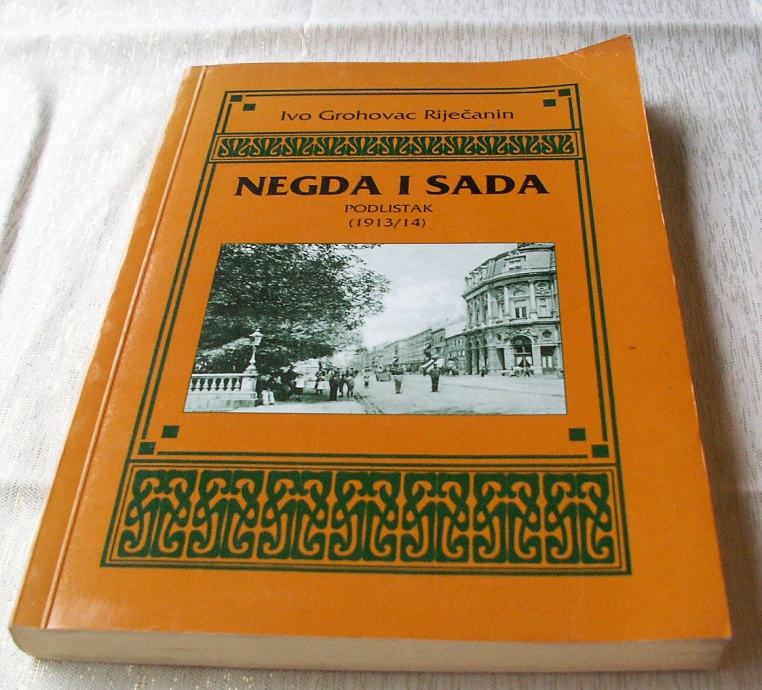 Ivo Grohovac Riječanin
NEGDA I SADA
PODLISTAK
(1913/14)